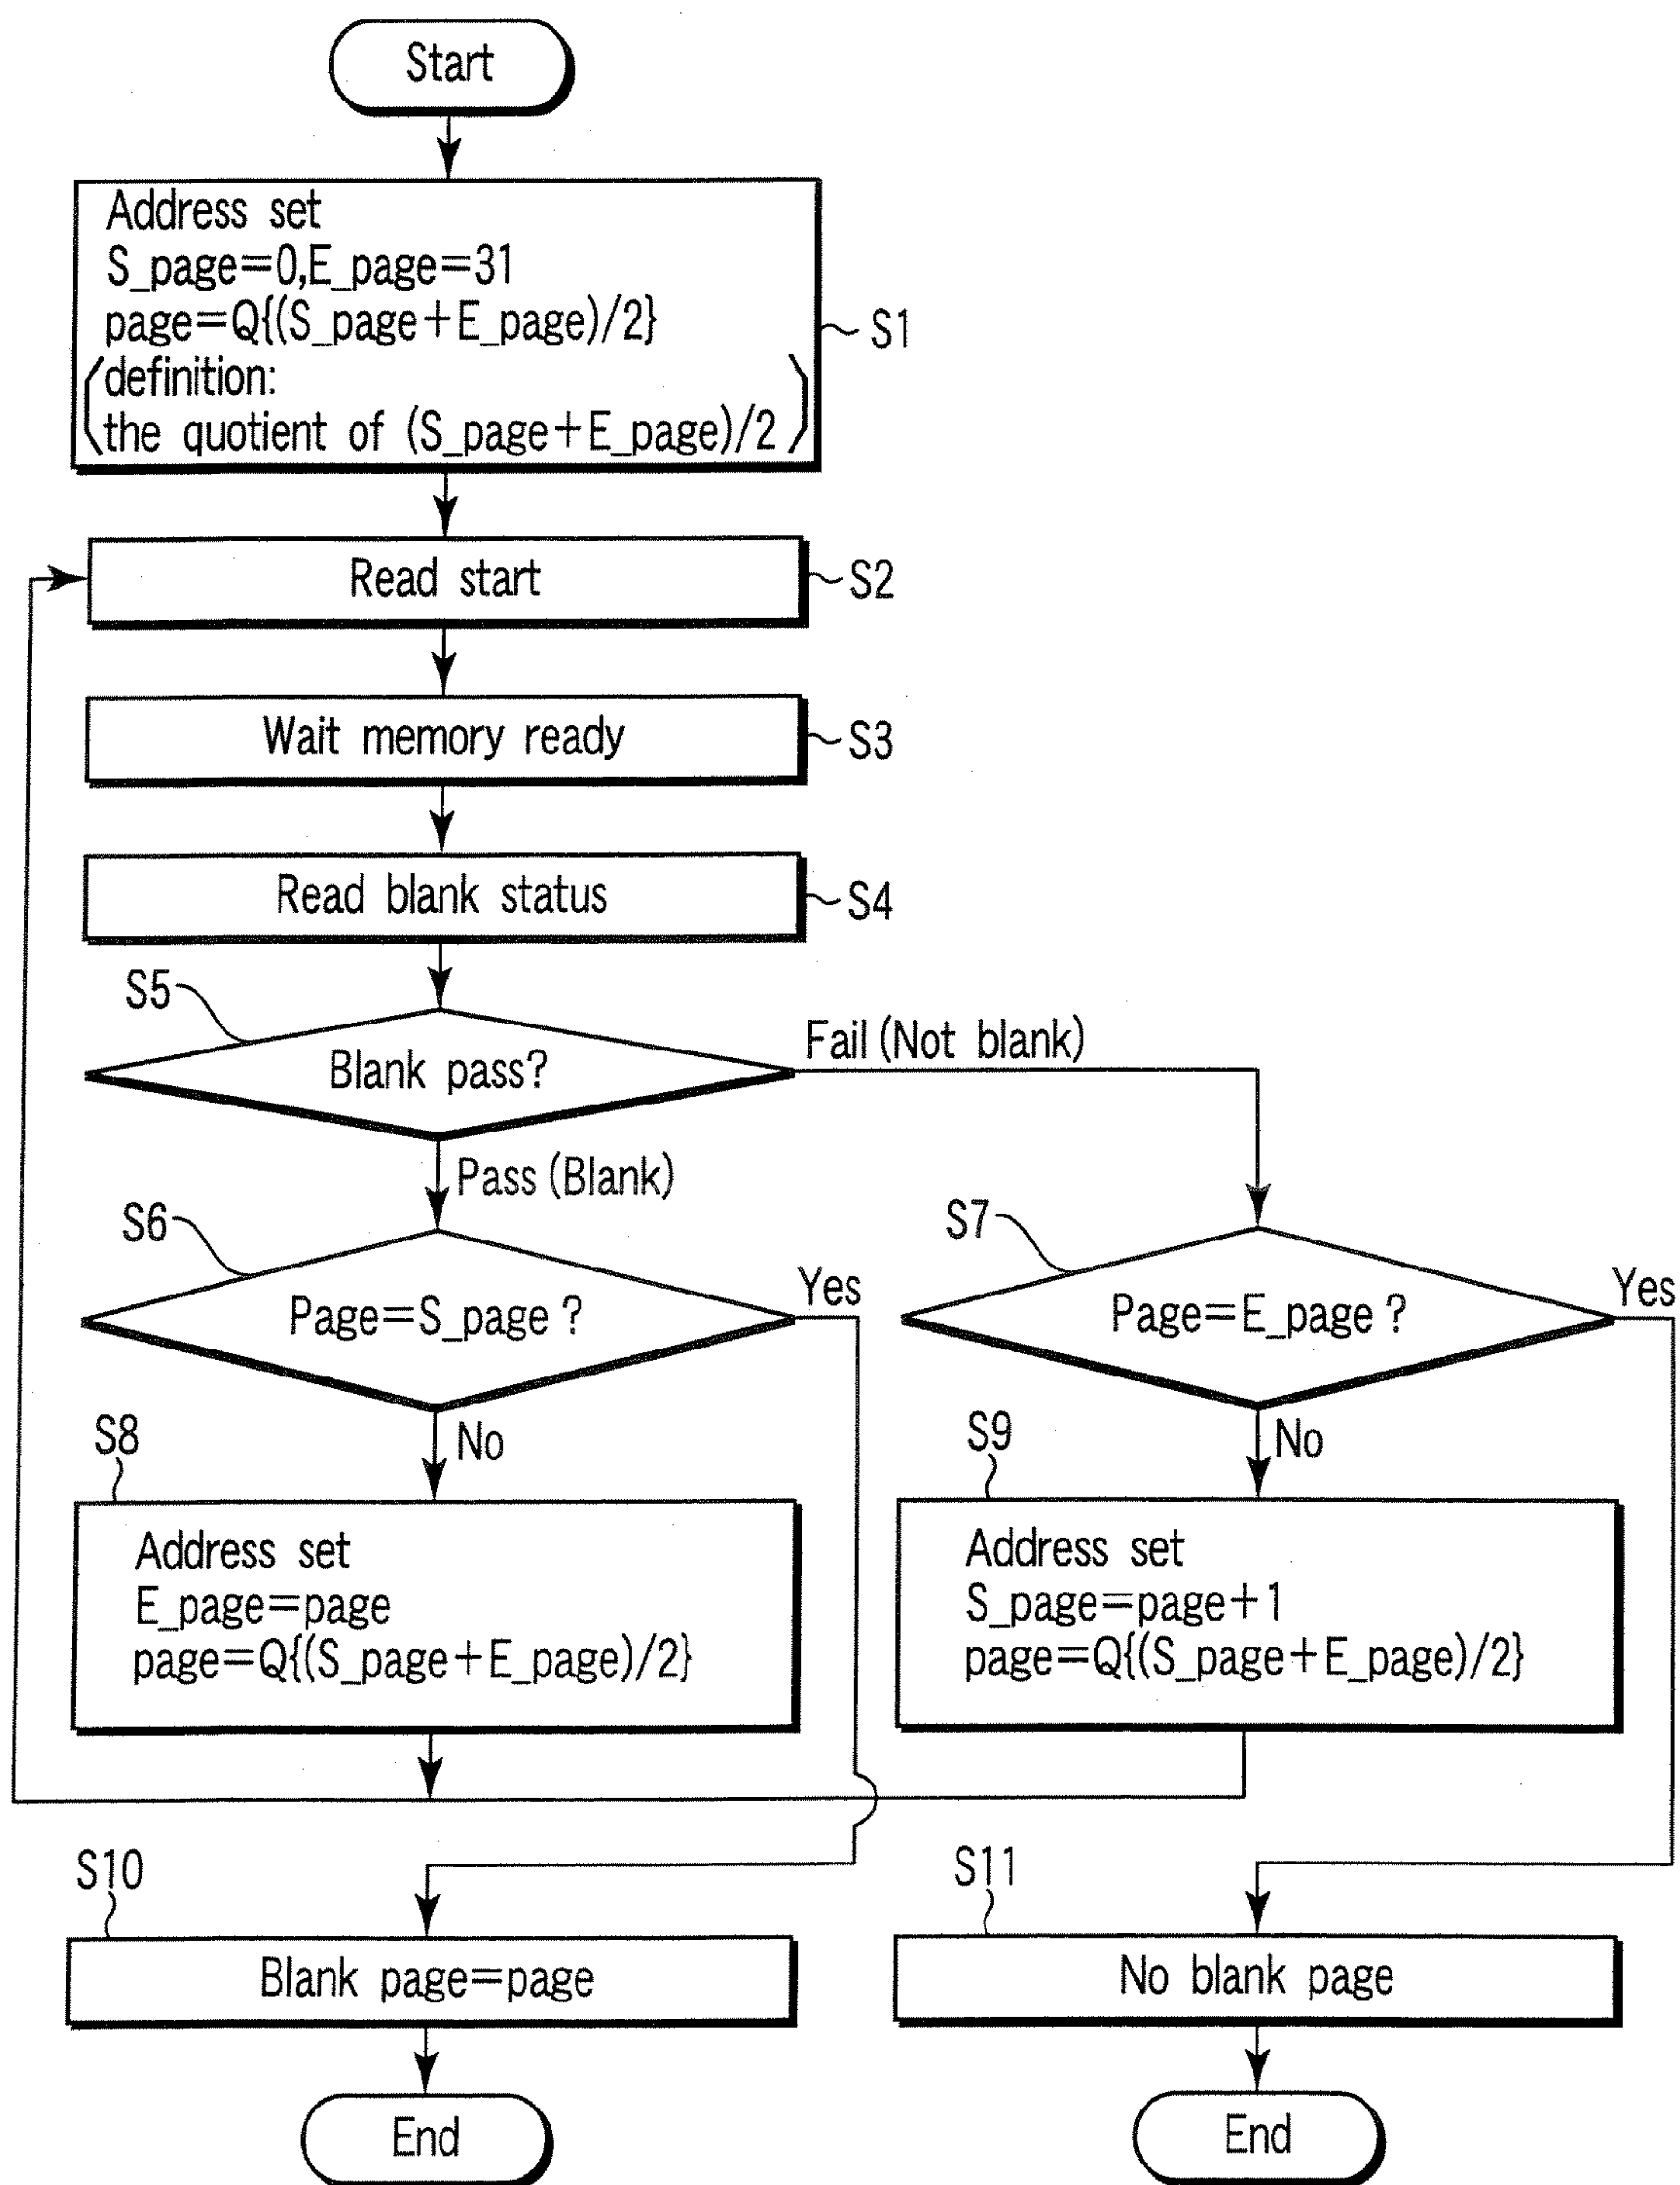 Start
Address set
S_page=0,E_page=31
page=Q{(S_page+E_page)/2}
(definition:
the quotient of (S_page+E_page)/2)
S1
Read start
S2
Wait memory ready
S3
Read blank status
S4
S5
Blank pass?
Fail (Not blank)
Pass (Blank)
S6
Page=S_page ?
Yes
S7
Page=E_page ?
Yes
No
No
S8
Address set
E_page=page
page=Q{(S_page+E_page)/2}
S9
Address set
S_page=page+1
page=Q{(S_page+E_page)/2}
S10
Blank page=page
S11
No blank page
End
End